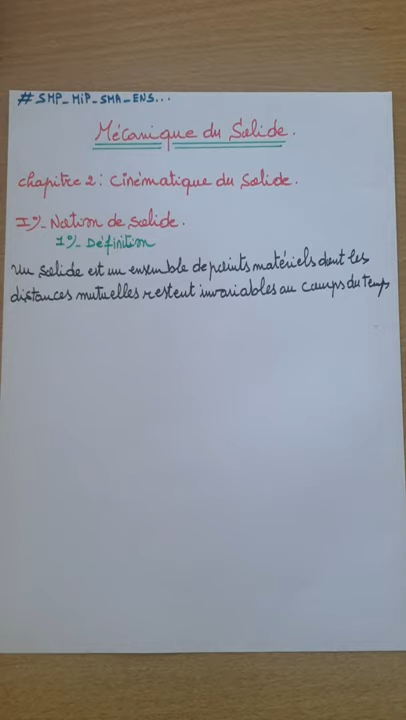 #SMP_MiP_SMA_ENS...
Mécanique du Solide.
chapitre 2: Cinématique du Solide.
I°/- Notion de solide.
1°/- Définition
Un solide est un ensemble de points matériels dont les
distances mutuelles restent invariables au cours du temps